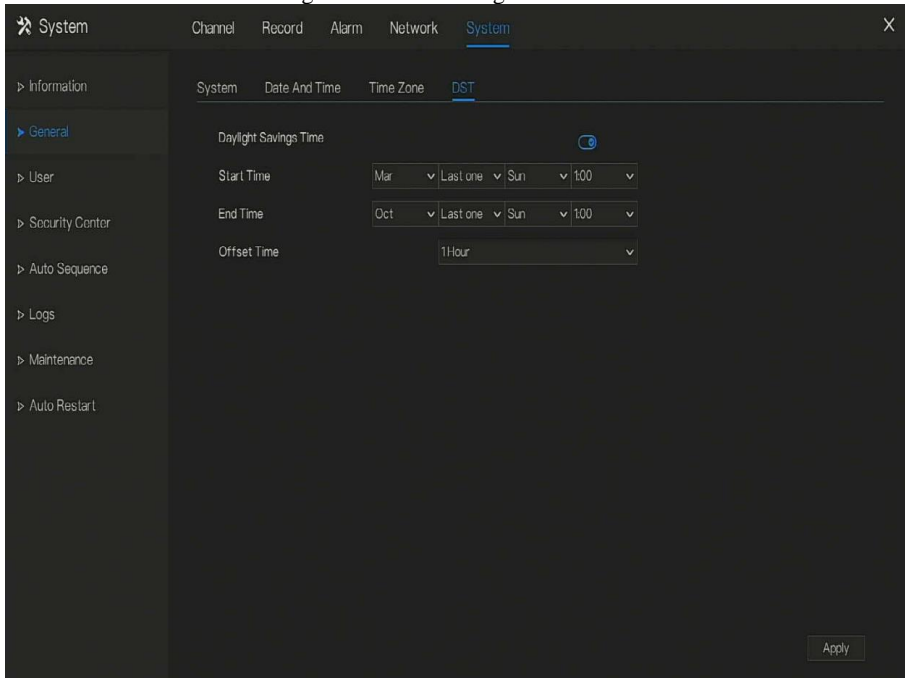 System
Channel Record Alarm Network System X
Information
General
User
Security Center
Auto Sequence
Logs
Maintenance
Auto Restart
System Date And Time Time Zone DST
Daylight Savings Time
Start Time Mar Last one Sun 1:00
End Time Oct Last one Sun 1:00
Offset Time 1 Hour
Apply